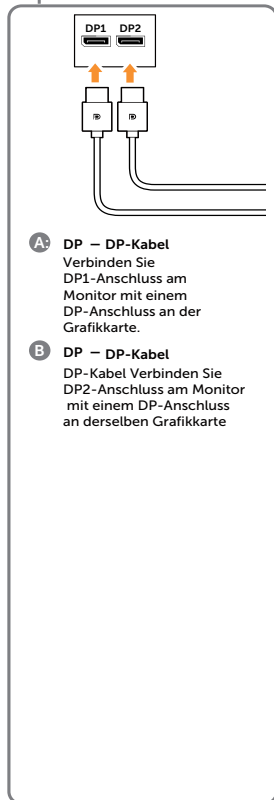 DP1 DP2
A: DP – DP-Kabel
Verbinden Sie
DP1-Anschluss am
Monitor mit einem
DP-Anschluss an der
Grafikkarte.
B DP – DP-Kabel
DP-Kabel Verbinden Sie
DP2-Anschluss am Monitor
mit einem DP-Anschluss
an derselben Grafikkarte